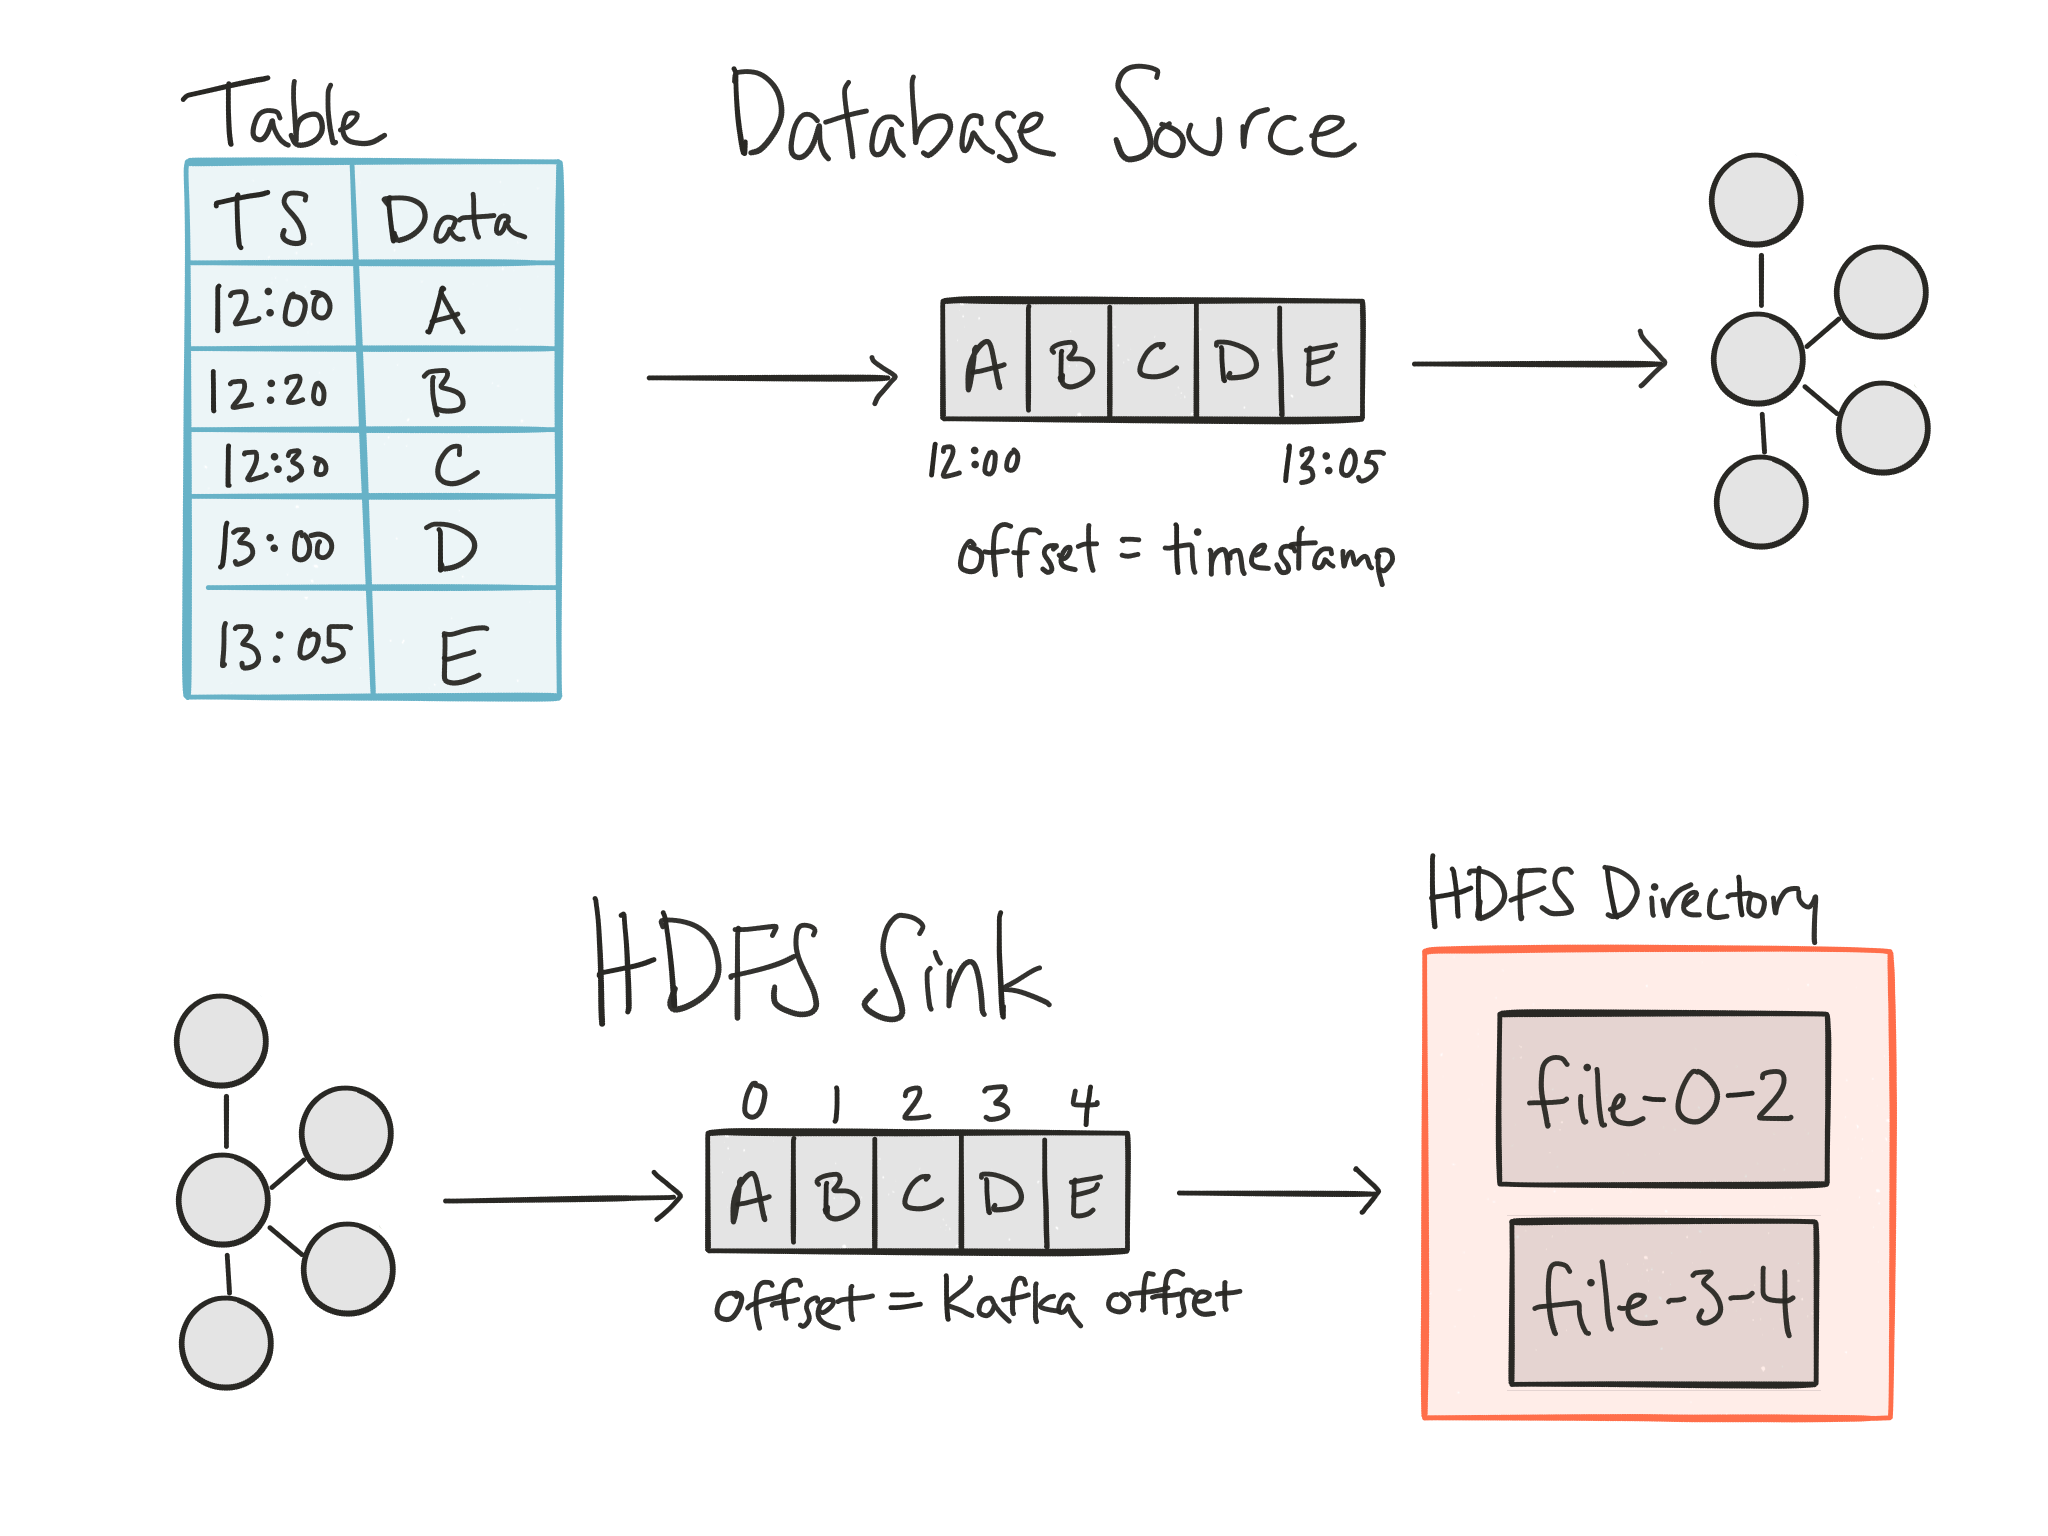 Table
TS Data
12:00 A
12:20 B
12:30 C
13:00 D
13:05 E
Database Source
A B C D E
12:00 13:05
offset = timestamp
HDFS Sink
0 1 2 3 4
A B C D E
offset = Kafka offset
HDFS Directory
file-0-2
file-3-4